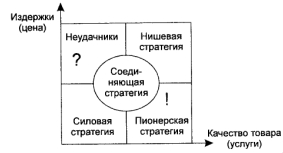 Издержки
(цена)
Неудачники
?
Нишевая
стратегия
Соеди-
няющая
стратегия
!
Силовая
стратегия
Пионерская
стратегия
Качество товара
(услуги)